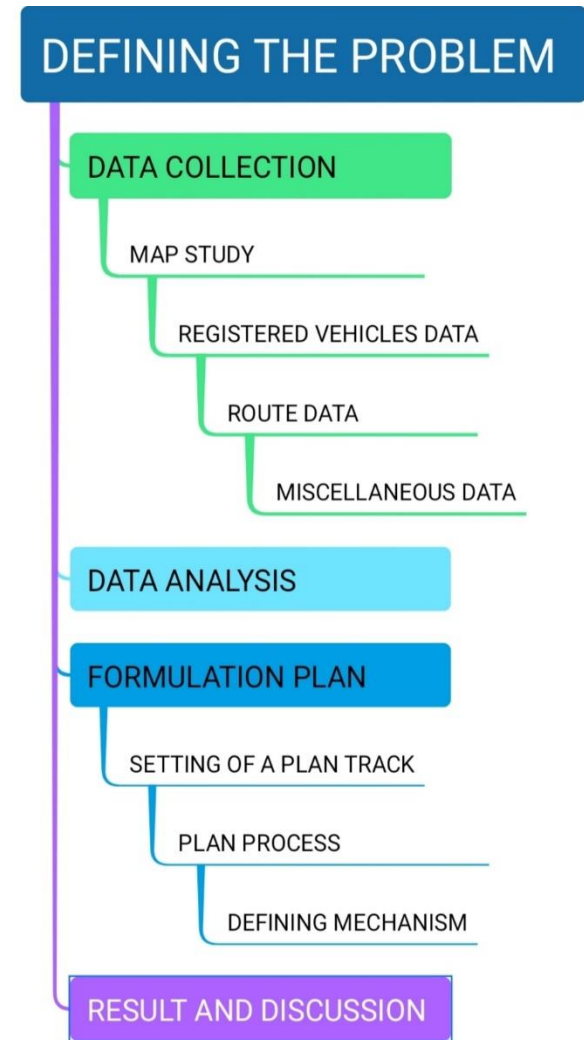 DEFINING THE PROBLEM
DATA COLLECTION
MAP STUDY
REGISTERED VEHICLES DATA
ROUTE DATA
MISCELLANEOUS DATA
DATA ANALYSIS
FORMULATION PLAN
SETTING OF A PLAN TRACK
PLAN PROCESS
DEFINING MECHANISM
RESULT AND DISCUSSION